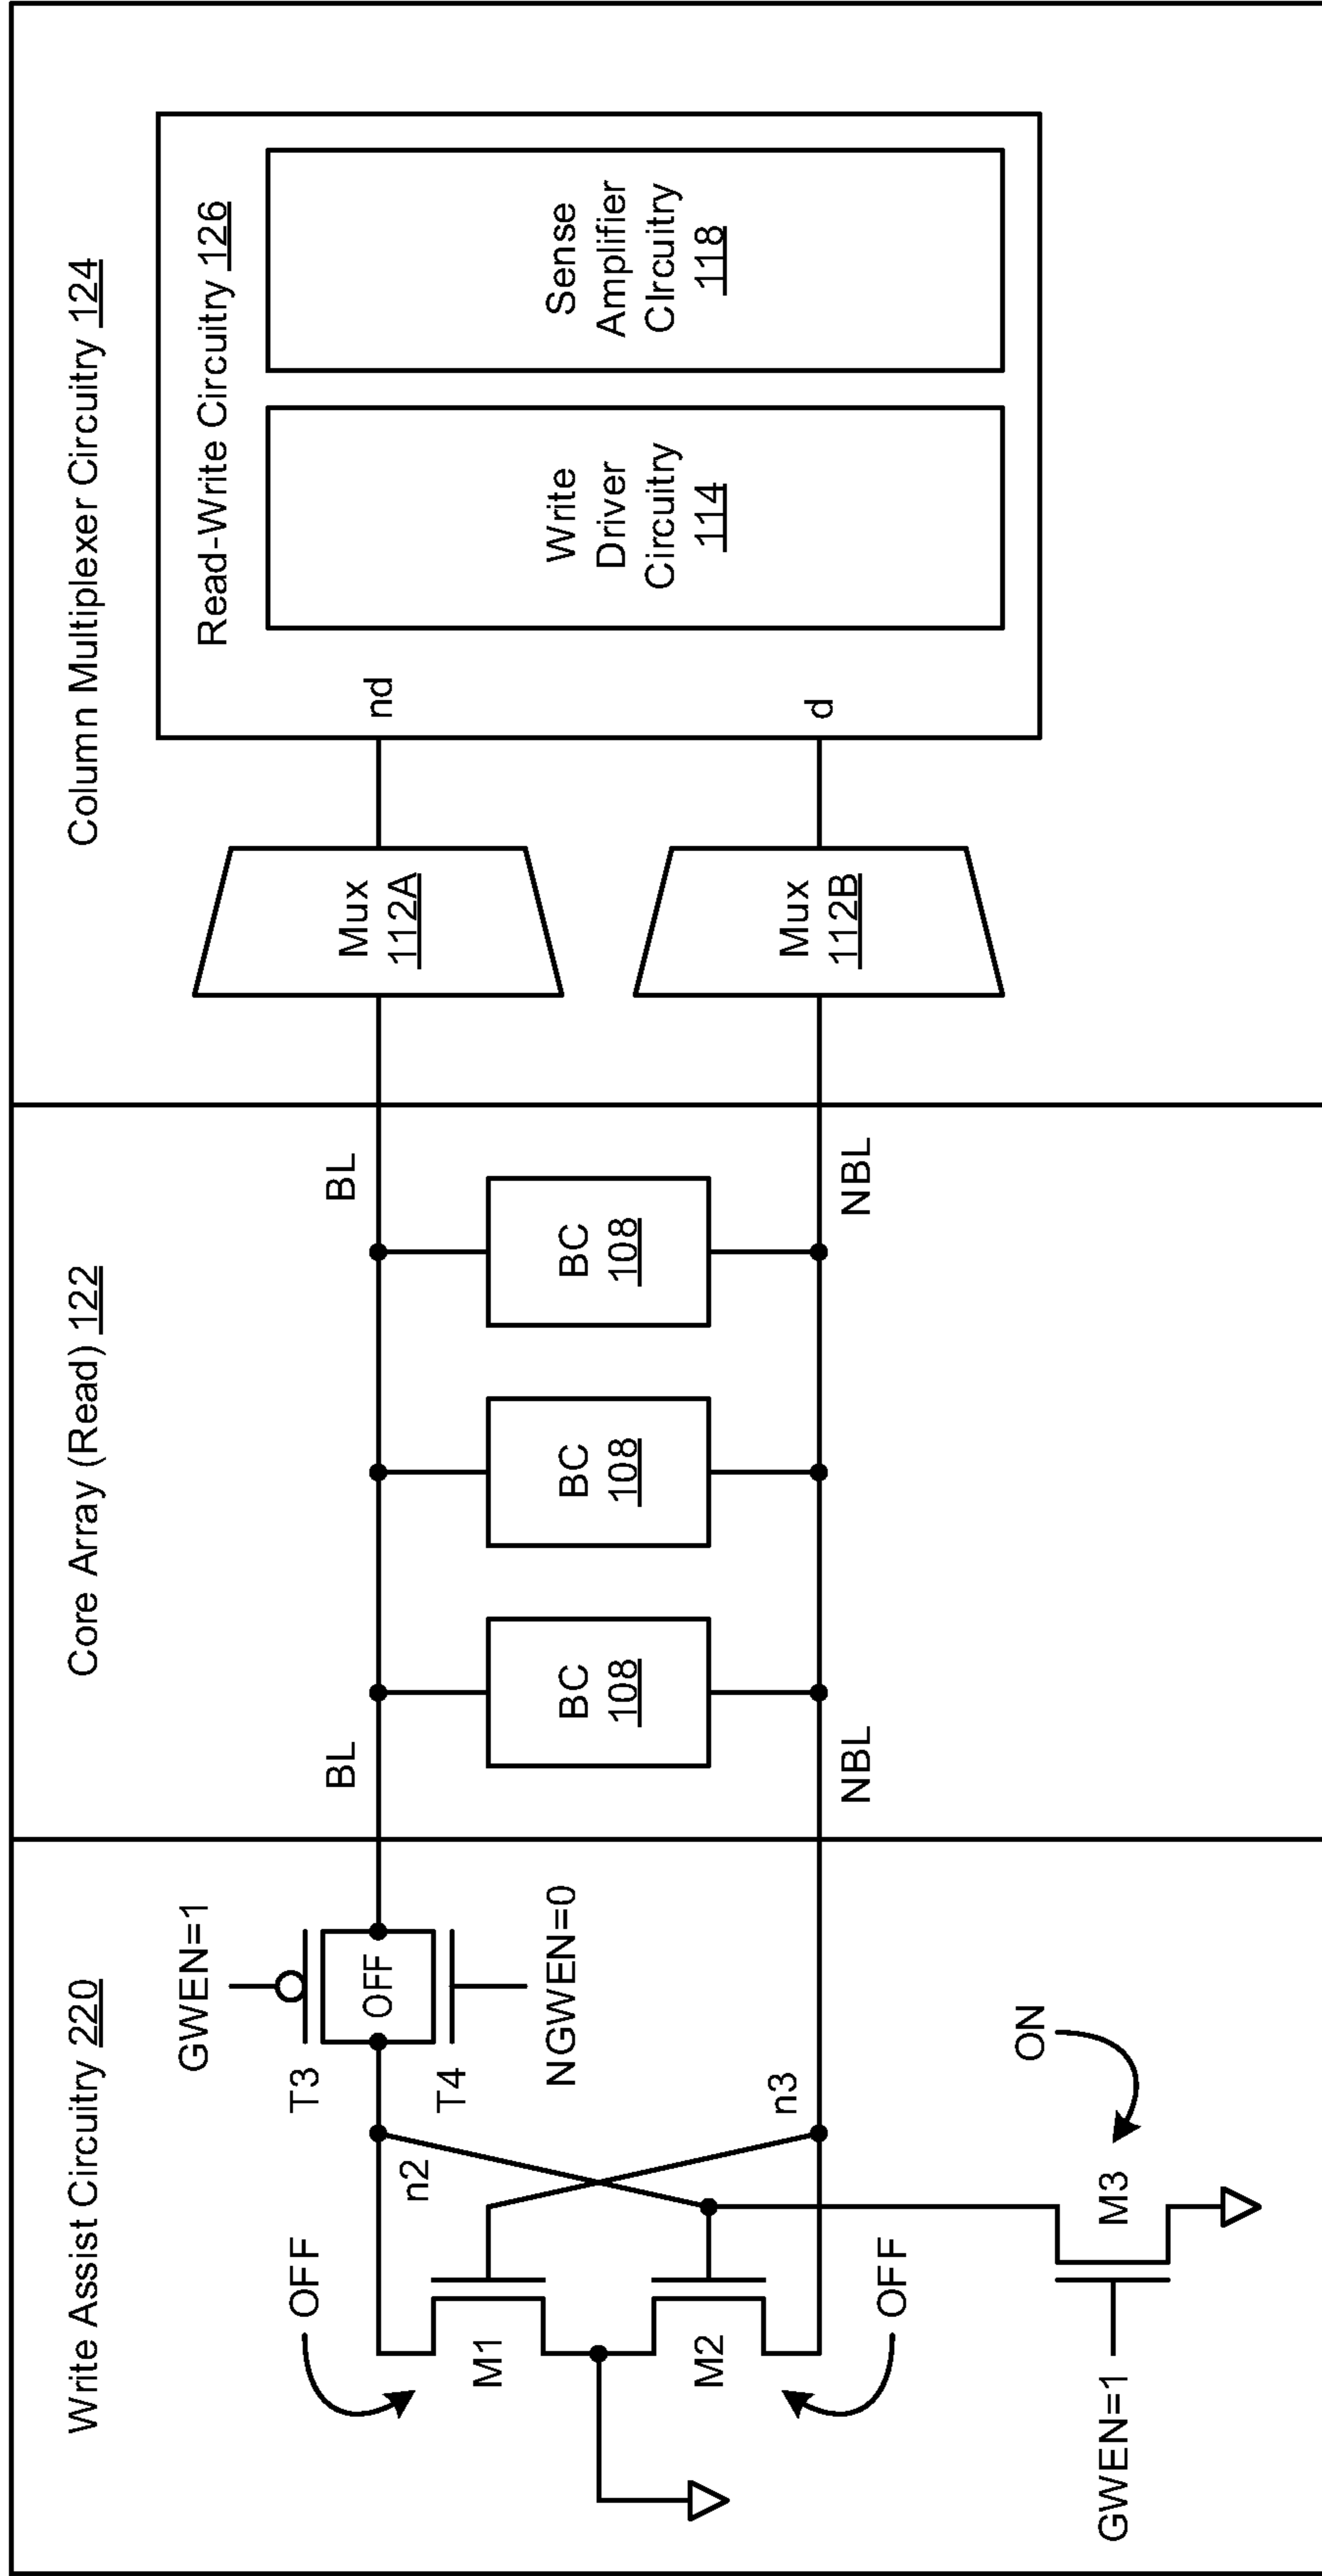 Write Assist Circuitry 220
Core Array (Read) 122
Column Multiplexer Circuitry 124
GWEN=1
T3
OFF
T4
NGWEN=0
n2
n3
OFF
M1
M2
OFF
ON
M3
GWEN=1
BL
BL
BC
108
BC
108
BC
108
NBL
NBL
Mux
112A
Mux
112B
Read-Write Circuitry 126
nd
d
Write
Driver
Circuitry
114
Sense
Amplifier
CIrcuitry
118